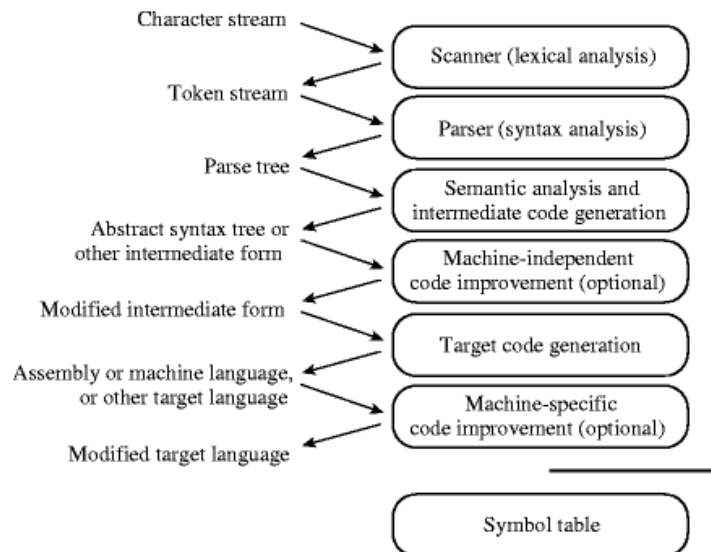 Character stream
Scanner (lexical analysis)
Token stream
Parser (syntax analysis)
Parse tree
Semantic analysis and
intermediate code generation
Abstract syntax tree or
other intermediate form
Machine-independent
code improvement (optional)
Modified intermediate form
Target code generation
Assembly or machine language,
or other target language
Machine-specific
code improvement (optional)
Modified target language
Symbol table